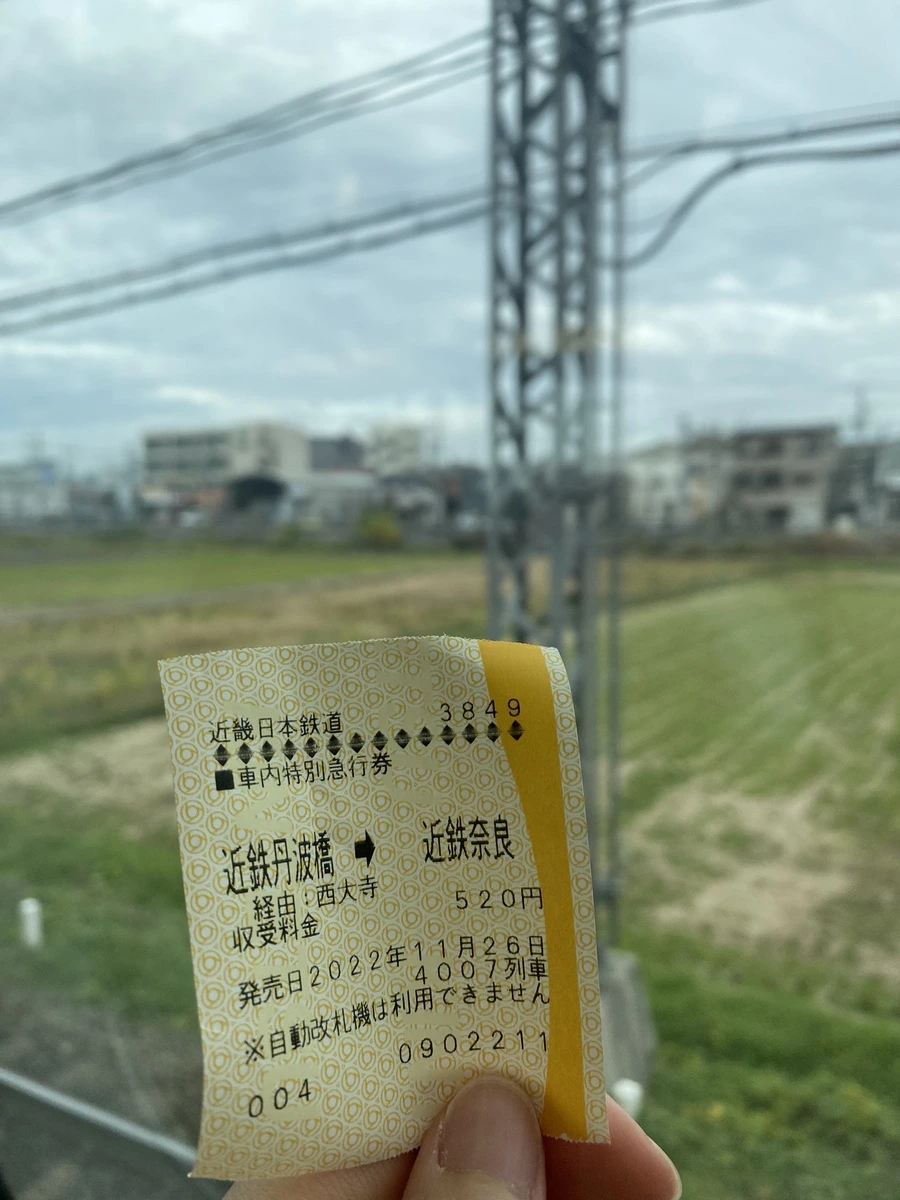 近畿日本鉄道 3849
■車内特別急行券
近鉄丹波橋 ➡ 近鉄奈良
経由：西大寺
収受料金 520円
発売日2022年11月26日
4007列車
※自動改札機は利用できません
0902211
004